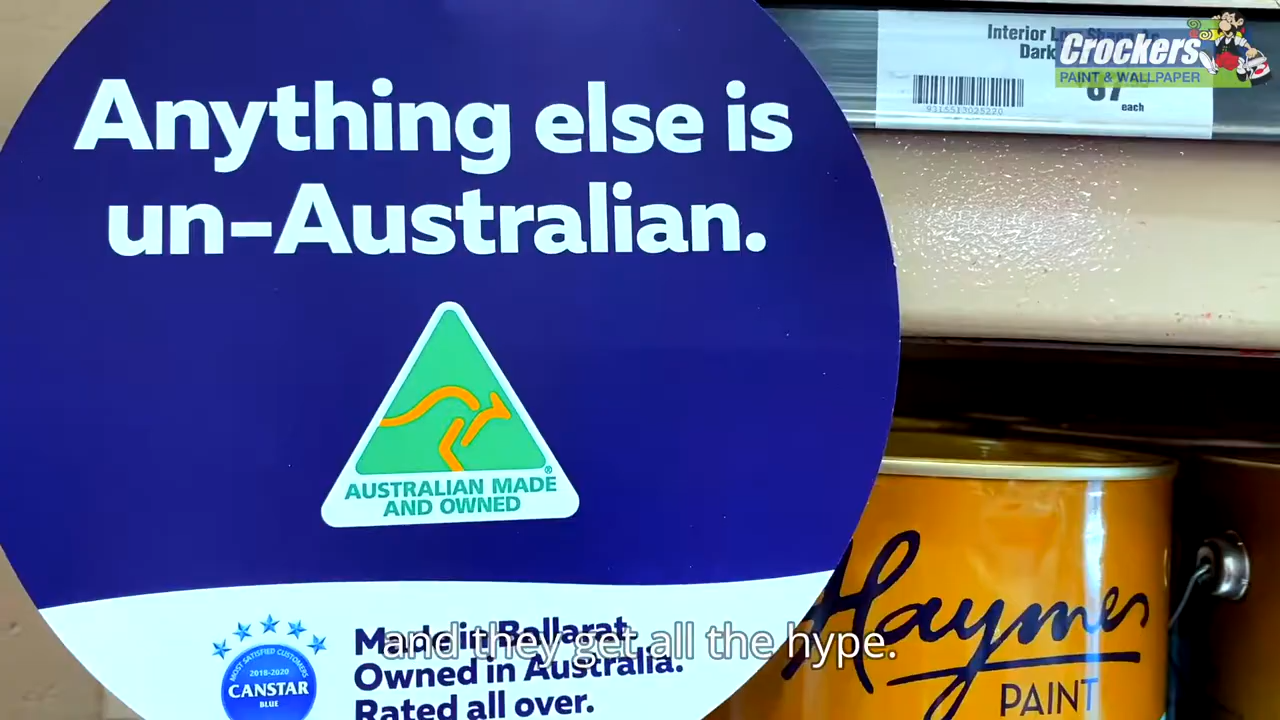 Anything else is
un-Australian.
AUSTRALIAN MADE
AND OWNED
®
MOST SATISFIED CUSTOMERS
2018-2020
CANSTAR
BLUE
Made in Ballarat.
Owned in Australia.
Rated all over.
and they get all the hype.
Interior
Dark
9315513025220
67
each
Crockers
PAINT & WALLPAPER
Haymes
PAINT